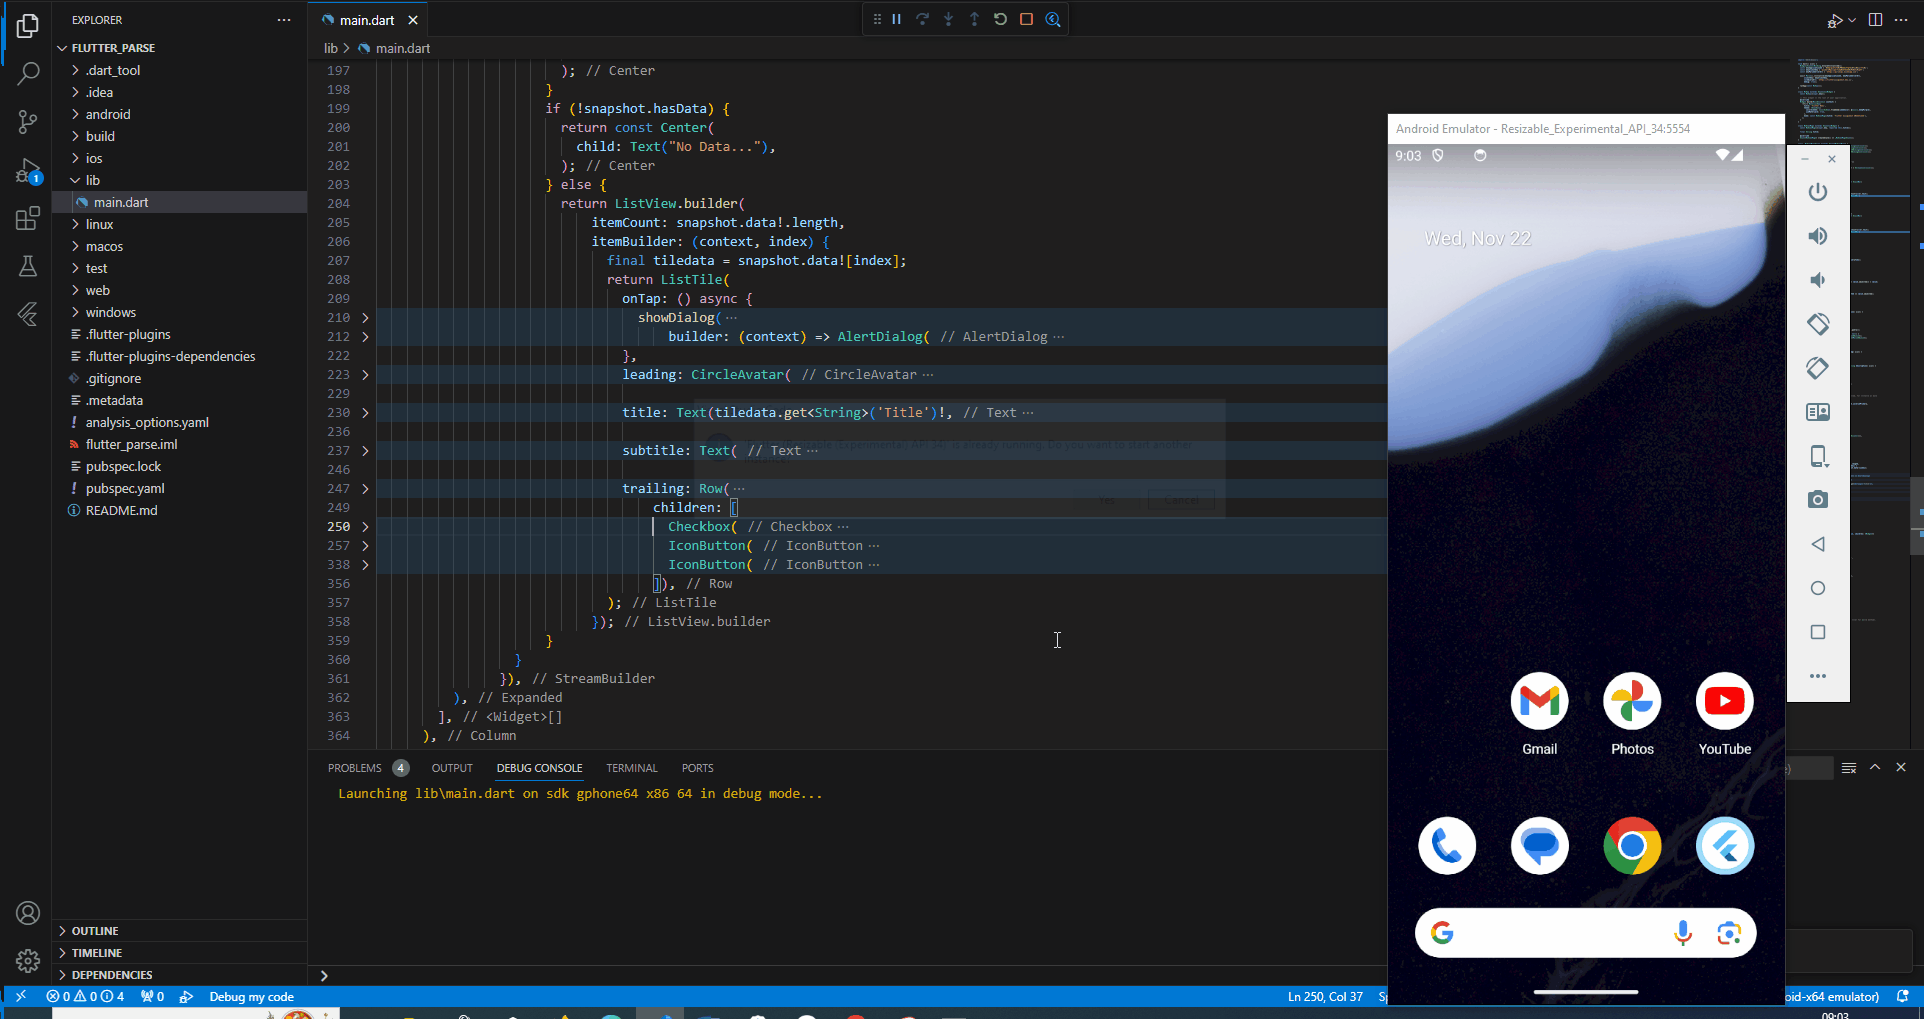 EXPLORER
FLUTTER_PARSE
.dart_tool
.idea
android
build
ios
lib
main.dart
linux
macos
test
web
windows
.flutter-plugins
.flutter-plugins-dependencies
.gitignore
.metadata
analysis_options.yaml
flutter_parse.iml
pubspec.lock
pubspec.yaml
README.md
OUTLINE
TIMELINE
DEPENDENCIES
1
main.dart
lib > main.dart
197 ); // Center
198 }
199 if (!snapshot.hasData) {
200 return const Center(
201 child: Text("No Data..."),
202 ); // Center
203 } else {
204 return ListView.builder(
205 itemCount: snapshot.data!.length,
206 itemBuilder: (context, index) {
207 final tiledata = snapshot.data![index];
208 return ListTile(
209 onTap: () async {
210 showDialog( ···
212 builder: (context) => AlertDialog( // AlertDialog ···
222 },
223 leading: CircleAvatar( // CircleAvatar ···
229
230 title: Text(tiledata.get<String>('Title')!, // Text ···
236
237 subtitle: Text( // Text ···
246
247 trailing: Row( ···
249 children: [
250 Checkbox( // Checkbox ···
257 IconButton( // IconButton ···
338 IconButton( // IconButton ···
356 ]), // Row
357 ); // ListTile
358 }); // ListView.builder
359 }
360 }
361 }), // StreamBuilder
362 ), // Expanded
363 ], // <Widget>[]
364 ), // Column
PROBLEMS 4 OUTPUT DEBUG CONSOLE TERMINAL PORTS
Launching lib\main.dart on sdk gphone64 x86 64 in debug mode...
Android Emulator - Resizable_Experimental_API_34:5554
9:03
Wed, Nov 22
Gmail
Photos
YouTube
0 0 4 0 Debug my code
Ln 250, Col 37
oid-x64 emulator)
09:03